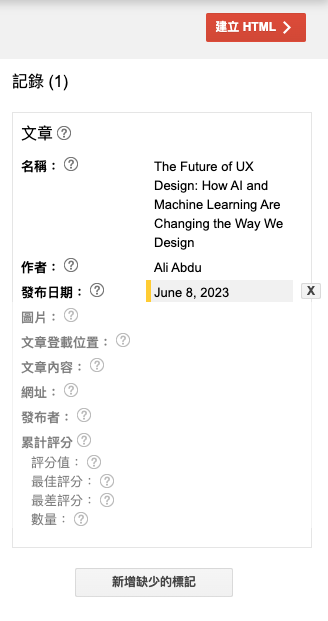 建立 HTML
記錄 (1)
文章 ?
名稱： ? The Future of UX
Design: How AI and
Machine Learning Are
Changing the Way We
Design
作者： ? Ali Abdu
發布日期： ? June 8, 2023 X
圖片： ?
文章登載位置： ?
文章內容： ?
網址： ?
發布者： ?
累計評分 ?
評分值： ?
最佳評分： ?
最差評分： ?
數量： ?
新增缺少的標記